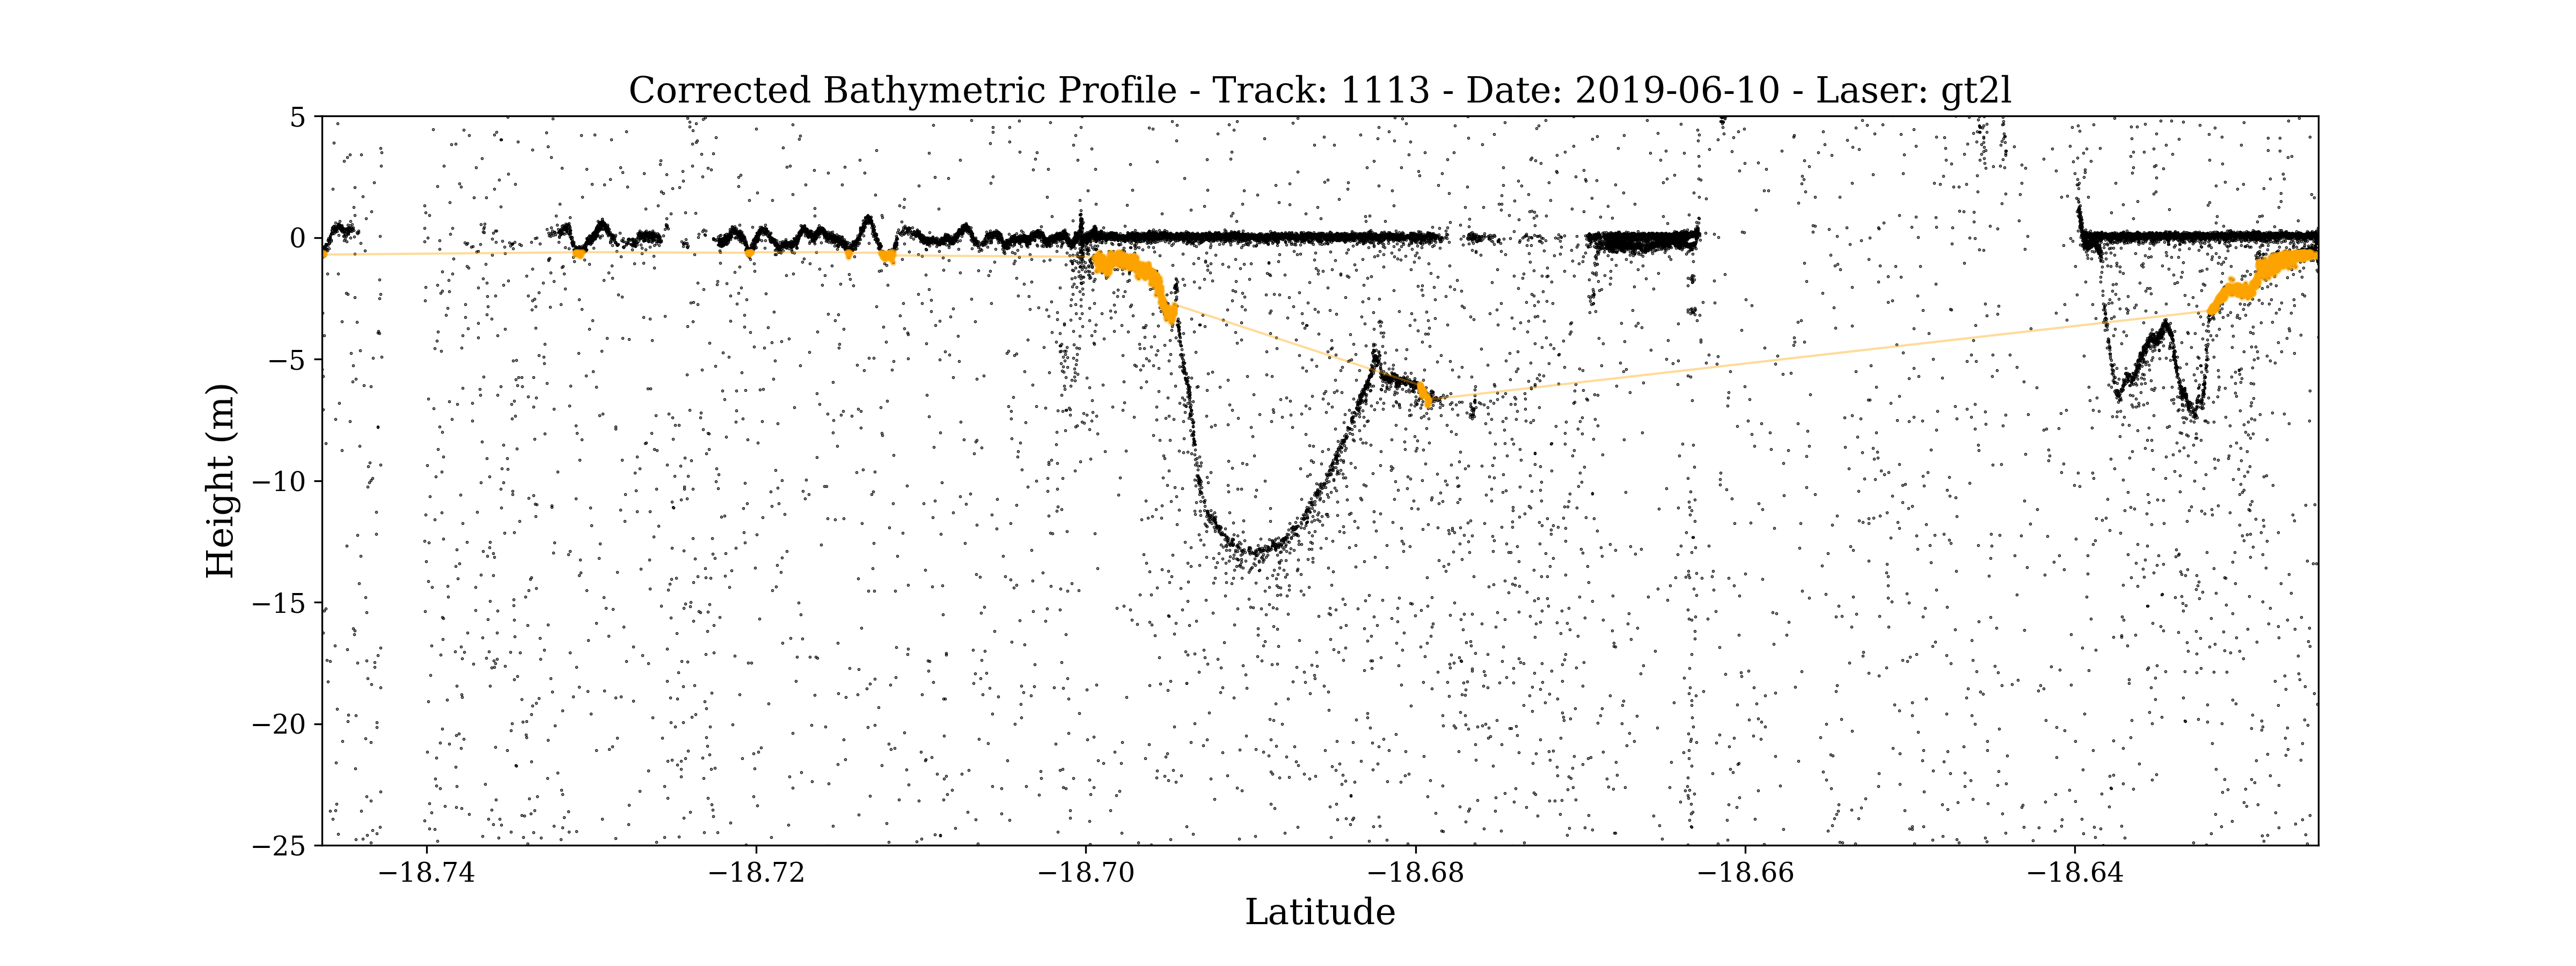 Corrected Bathymetric Profile - Track: 1113 - Date: 2019-06-10 - Laser: gt2l
5
0
−5
−10
−15
−20
−25
Height (m)
−18.74 −18.72 −18.70 −18.68 −18.66 −18.64
Latitude